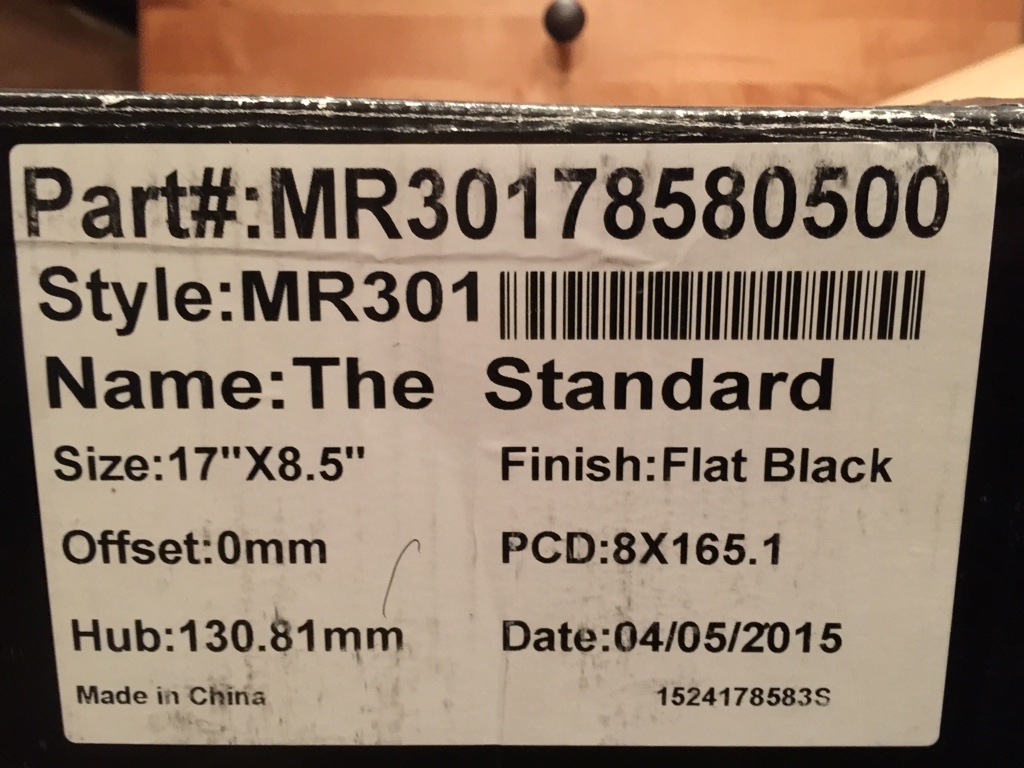 Part#:MR30178580500
Style:MR301
Name:The Standard
Size:17"X8.5" Finish:Flat Black
Offset:0mm PCD:8X165.1
Hub:130.81mm Date:04/05/2015
Made in China 1524178583S